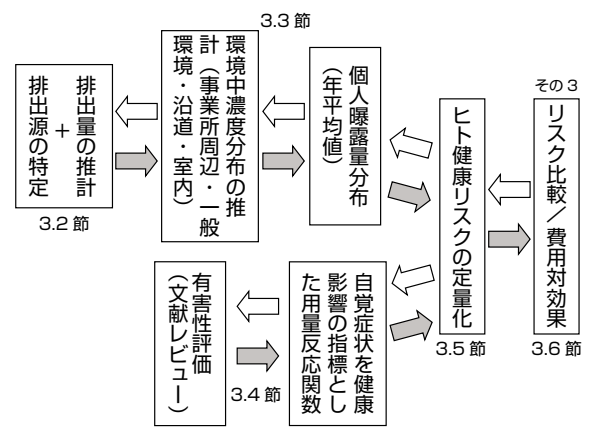 3.3 節
排出量の推計
+
排出源の特定
3.2 節
環境中濃度分布の推
計（事業所周辺・一般
環境・沿道・室内）
個人曝露量分布
（年平均値）
ヒト健康リスクの定量化
3.5 節
その 3
リスク比較／費用対効果
3.6 節
有害性評価
（文献レビュー）
3.4 節
自覚症状を健康
影響の指標とし
た用量反応関数